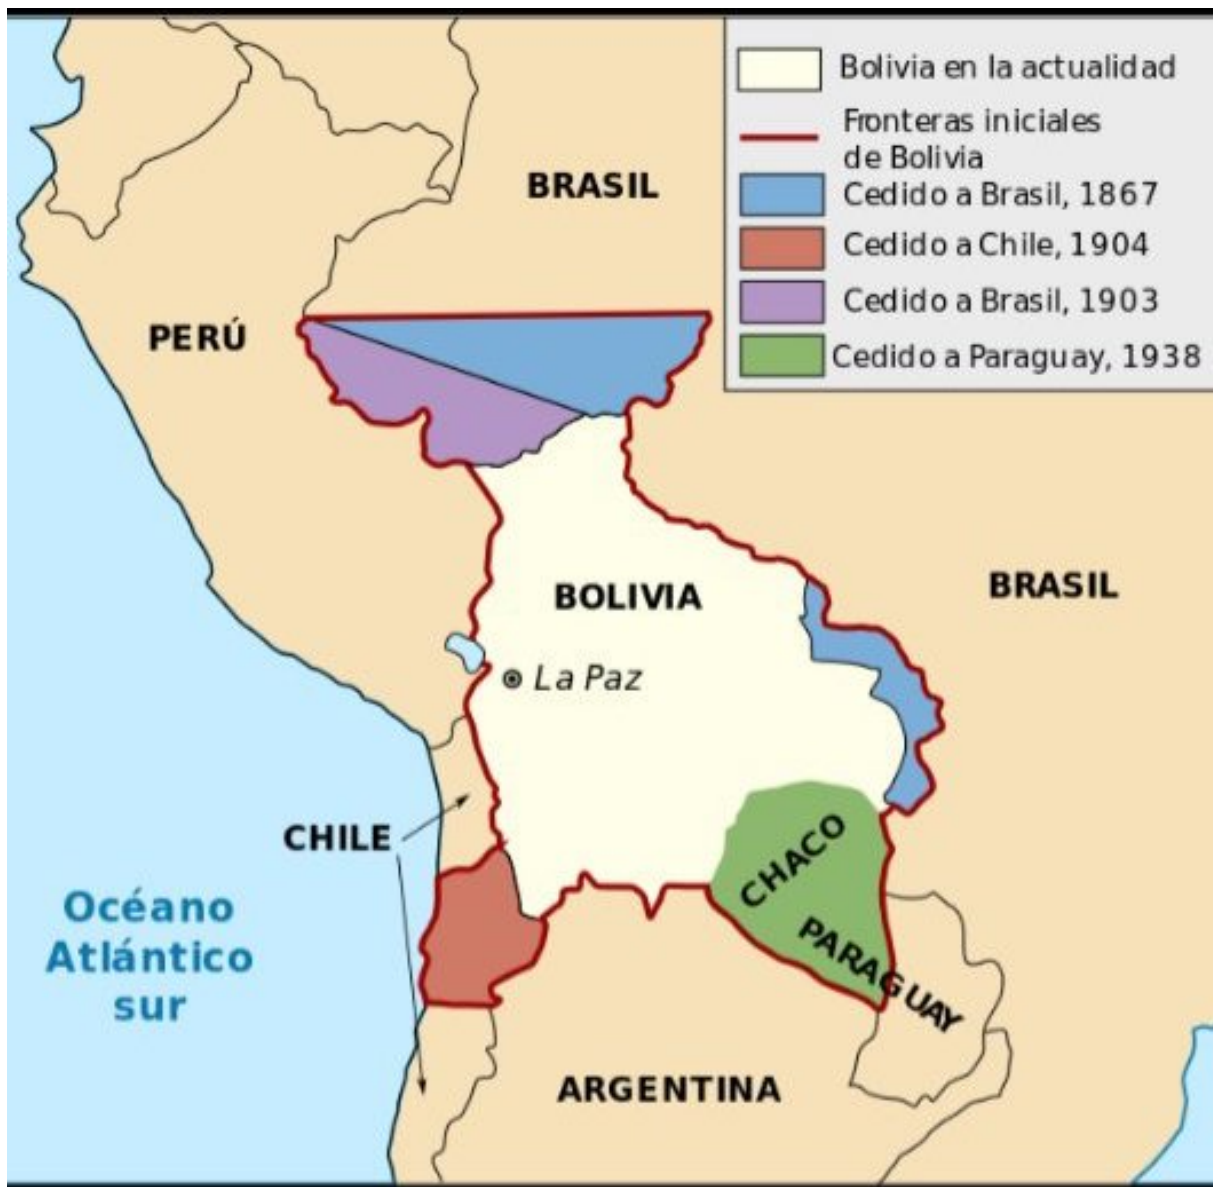 Bolivia en la actualidad
Fronteras iniciales
de Bolivia
Cedido a Brasil, 1867
Cedido a Chile, 1904
Cedido a Brasil, 1903
Cedido a Paraguay, 1938
BRASIL
PERÚ
BOLIVIA
BRASIL
La Paz
CHILE
CHACO
PARAGUAY
Océano
Atlántico
sur
ARGENTINA